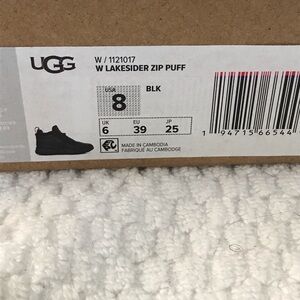 UGG
W / 1121017
W LAKESIDER ZIP PUFF
USA
8
BLK
UK EU JP
6 39 25
MADE IN CAMBODIA
FABRIQUE AU CAMBODGE
1 94715 66544